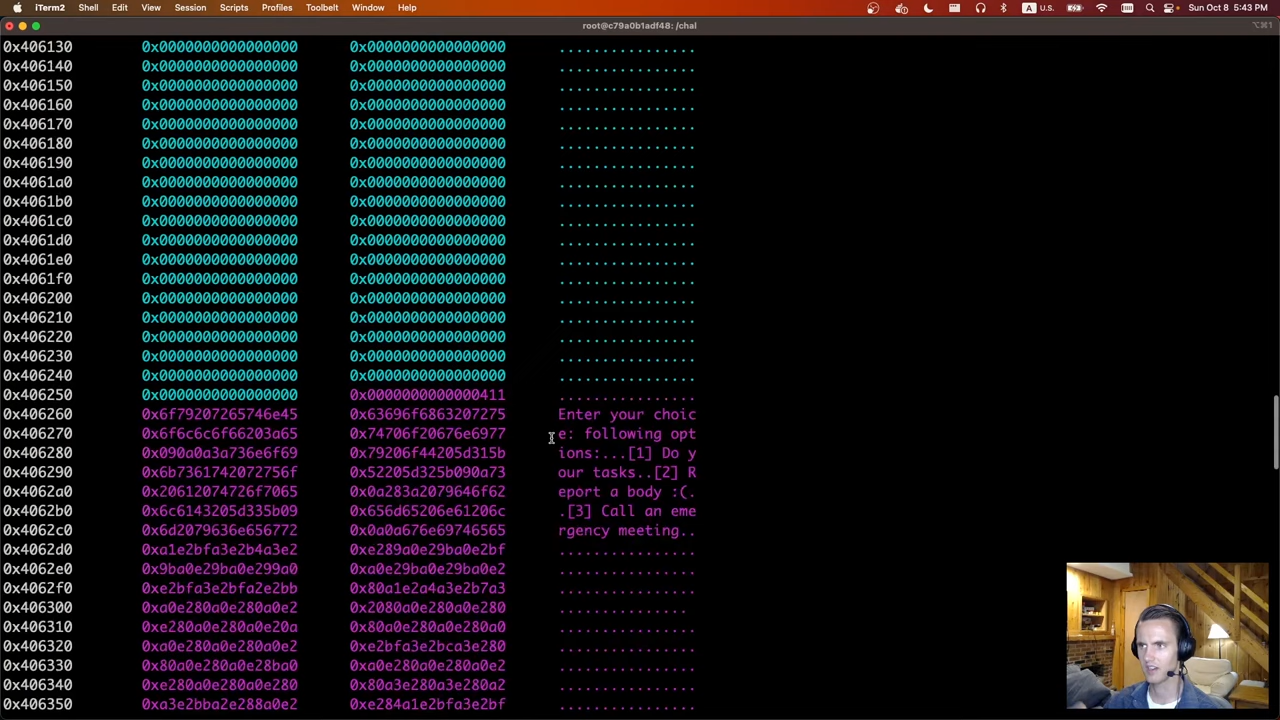 iTerm2 Shell Edit View Session Scripts Profiles Toolbelt Window Help U.S. Sun Oct 8 5:43 PM
root@c79a0b1adf48: /chal
0x406130 0x0000000000000000 0x0000000000000000 ................
0x406140 0x0000000000000000 0x0000000000000000 ................
0x406150 0x0000000000000000 0x0000000000000000 ................
0x406160 0x0000000000000000 0x0000000000000000 ................
0x406170 0x0000000000000000 0x0000000000000000 ................
0x406180 0x0000000000000000 0x0000000000000000 ................
0x406190 0x0000000000000000 0x0000000000000000 ................
0x4061a0 0x0000000000000000 0x0000000000000000 ................
0x4061b0 0x0000000000000000 0x0000000000000000 ................
0x4061c0 0x0000000000000000 0x0000000000000000 ................
0x4061d0 0x0000000000000000 0x0000000000000000 ................
0x4061e0 0x0000000000000000 0x0000000000000000 ................
0x4061f0 0x0000000000000000 0x0000000000000000 ................
0x406200 0x0000000000000000 0x0000000000000000 ................
0x406210 0x0000000000000000 0x0000000000000000 ................
0x406220 0x0000000000000000 0x0000000000000000 ................
0x406230 0x0000000000000000 0x0000000000000000 ................
0x406240 0x0000000000000000 0x0000000000000000 ................
0x406250 0x0000000000000000 0x0000000000000411 ................
0x406260 0x6f79207265746e45 0x63696f6863207275 Enter your choic
0x406270 0x6f6c6c6f66203a65 0x74706f20676e6977 e: following opt
0x406280 0x090a0a3a736e6f69 0x79206f44205d315b ions:...[1] Do y
0x406290 0x6b7361742072756f 0x52205d325b090a73 our tasks..[2] R
0x4062a0 0x20612074726f7065 0x0a283a2079646f62 eport a body :(.
0x4062b0 0x6c6143205d335b09 0x656d65206e61206c .[3] Call an eme
0x4062c0 0x6d2079636e656772 0x0a0a676e69746565 rgency meeting..
0x4062d0 0xa1e2bfa3e2b4a3e2 0xe289a0e29ba0e2bf ................
0x4062e0 0x9ba0e29ba0e299a0 0xa0e29ba0e29ba0e2 ................
0x4062f0 0xe2bfa3e2bfa2e2bb 0x80a1e2a4a3e2b7a3 ................
0x406300 0xa0e280a0e280a0e2 0x2080a0e280a0e280 ...............
0x406310 0xe280a0e280a0e20a 0x80a0e280a0e280a0 ................
0x406320 0xa0e280a0e280a0e2 0xe2bfa3e2bca3e280 ................
0x406330 0x80a0e280a0e28ba0 0xa0e280a0e280a0e2 ................
0x406340 0xe280a0e280a0e280 0x80a3e280a0e280a2 ................
0x406350 0xa3e2bba2e288a0e2 0xe284a1e2bfa3e2bf ................